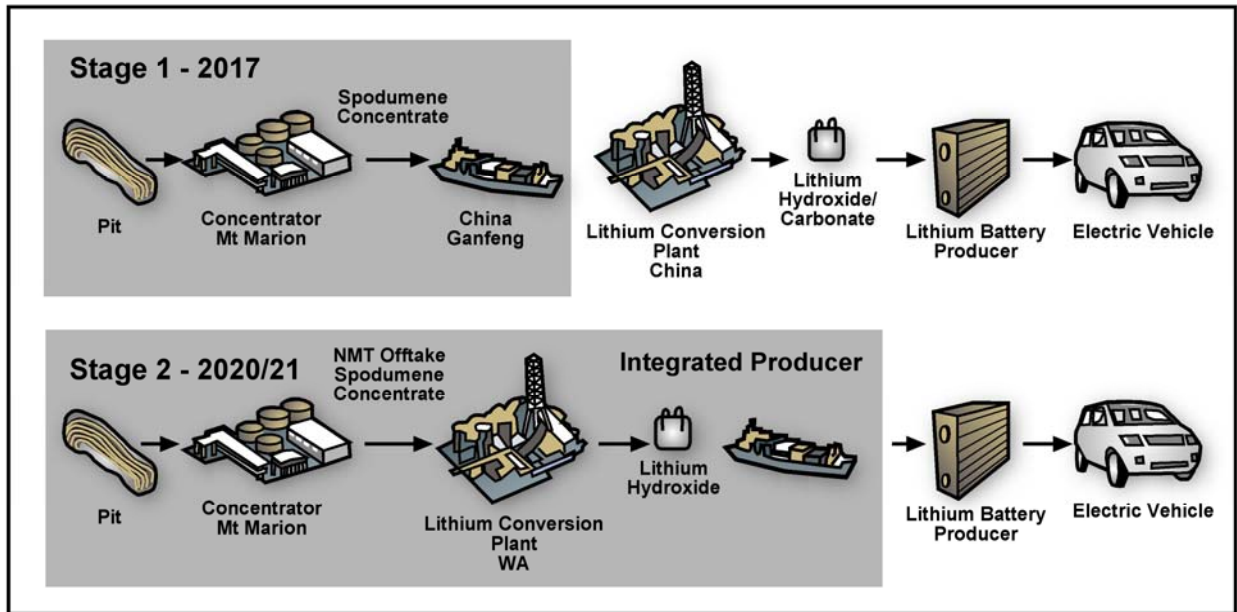 Stage 1 - 2017
Spodumene
Concentrate
Pit
Concentrator
Mt Marion
China
Ganfeng
Lithium Conversion
Plant
China
Lithium
Hydroxide/
Carbonate
Lithium Battery
Producer
Electric Vehicle
Stage 2 - 2020/21
NMT Offtake
Spodumene
Concentrate
Integrated Producer
Pit
Concentrator
Mt Marion
Lithium Conversion
Plant
WA
Lithium
Hydroxide
Lithium Battery
Producer
Electric Vehicle